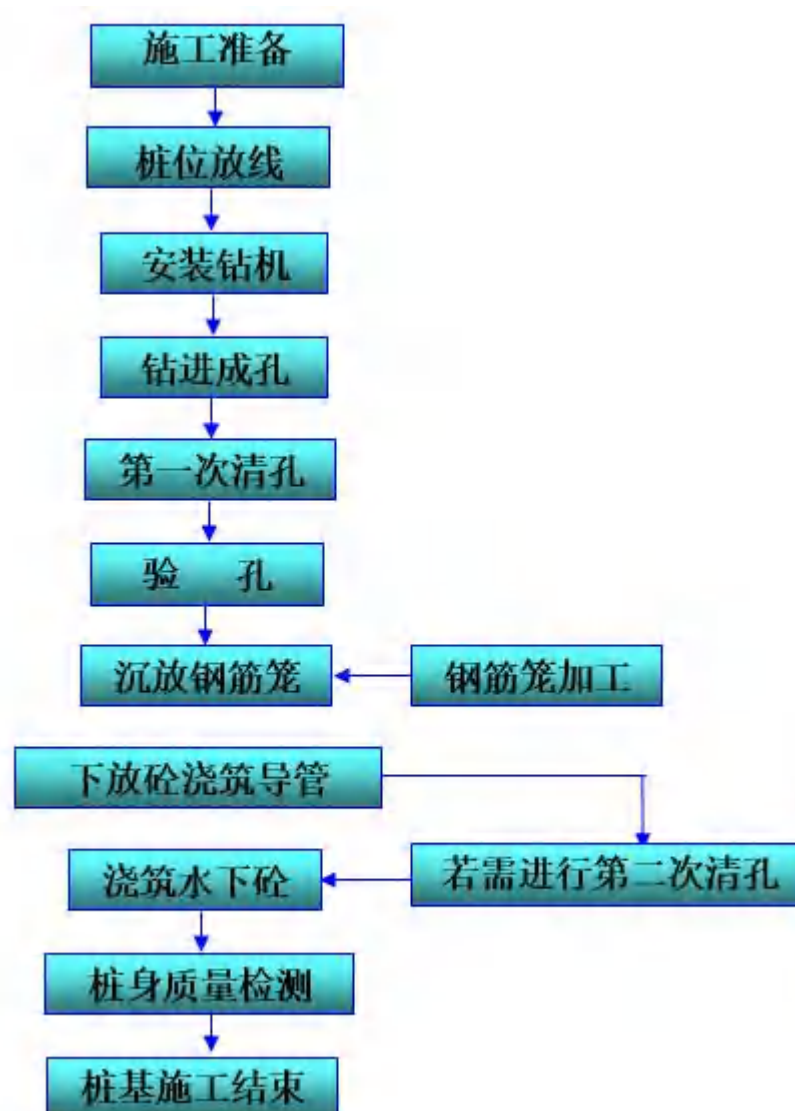 施工准备
桩位放线
安装钻机
钻进成孔
第一次清孔
验 孔
沉放钢筋笼
钢筋笼加工
下放砼浇筑导管
若需进行第二次清孔
浇筑水下砼
桩身质量检测
桩基施工结束